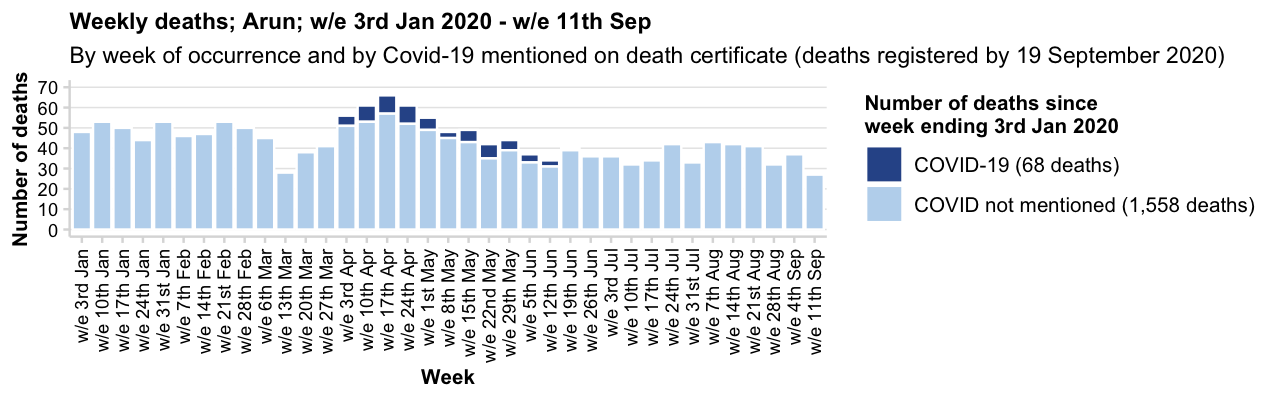 Weekly deaths; Arun; w/e 3rd Jan 2020 - w/e 11th Sep
By week of occurrence and by Covid-19 mentioned on death certificate (deaths registered by 19 September 2020)
Number of deaths
70
60
50
40
30
20
10
0
w/e 3rd Jan
w/e 10th Jan
w/e 17th Jan
w/e 24th Jan
w/e 31st Jan
w/e 7th Feb
w/e 14th Feb
w/e 21st Feb
w/e 28th Feb
w/e 6th Mar
w/e 13th Mar
w/e 20th Mar
w/e 27th Mar
w/e 3rd Apr
w/e 10th Apr
w/e 17th Apr
w/e 24th Apr
w/e 1st May
w/e 8th May
w/e 15th May
w/e 22nd May
w/e 29th May
w/e 5th Jun
w/e 12th Jun
w/e 19th Jun
w/e 26th Jun
w/e 3rd Jul
w/e 10th Jul
w/e 17th Jul
w/e 24th Jul
w/e 31st Jul
w/e 7th Aug
w/e 14th Aug
w/e 21st Aug
w/e 28th Aug
w/e 4th Sep
w/e 11th Sep
Week
Number of deaths since
week ending 3rd Jan 2020
COVID-19 (68 deaths)
COVID not mentioned (1,558 deaths)